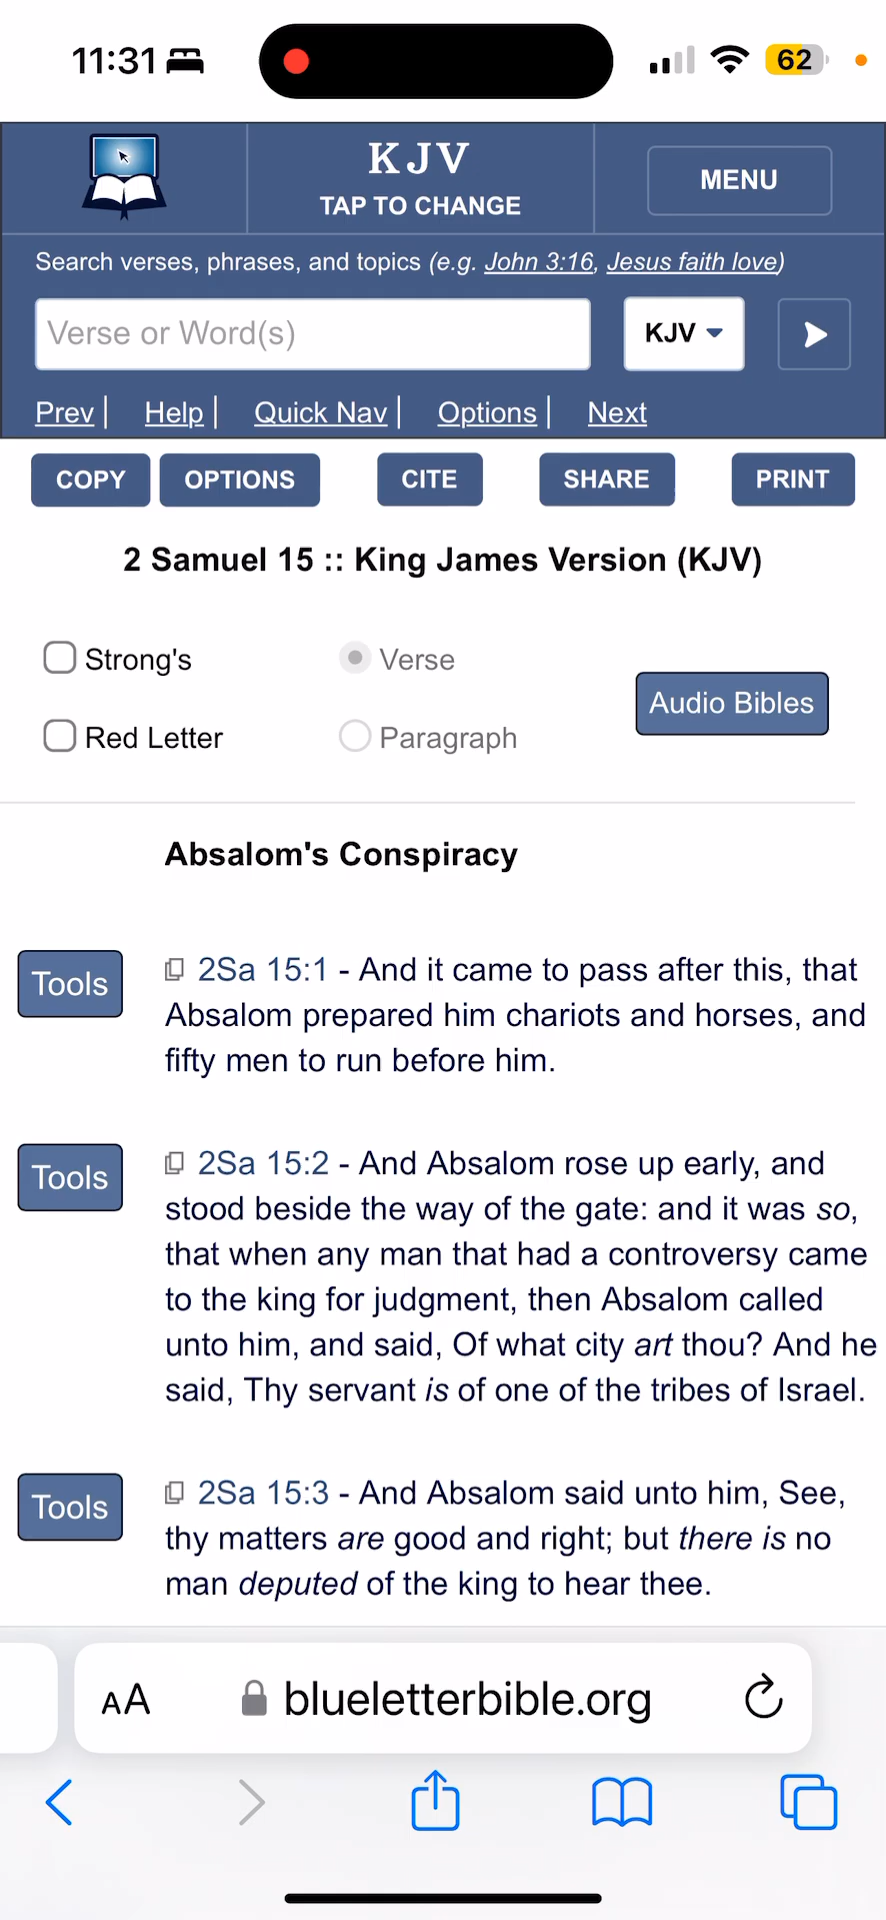 11:31
62
KJV
TAP TO CHANGE
MENU
Search verses, phrases, and topics (e.g. John 3:16, Jesus faith love)
Verse or Word(s)
KJV
Prev | Help | Quick Nav | Options | Next
COPY OPTIONS CITE SHARE PRINT
2 Samuel 15 :: King James Version (KJV)
Strong's
Verse
Audio Bibles
Red Letter
Paragraph
Absalom's Conspiracy
Tools
2Sa 15:1 - And it came to pass after this, that
Absalom prepared him chariots and horses, and
fifty men to run before him.
Tools
2Sa 15:2 - And Absalom rose up early, and
stood beside the way of the gate: and it was so,
that when any man that had a controversy came
to the king for judgment, then Absalom called
unto him, and said, Of what city art thou? And he
said, Thy servant is of one of the tribes of Israel.
Tools
2Sa 15:3 - And Absalom said unto him, See,
thy matters are good and right; but there is no
man deputed of the king to hear thee.
AA
blueletterbible.org